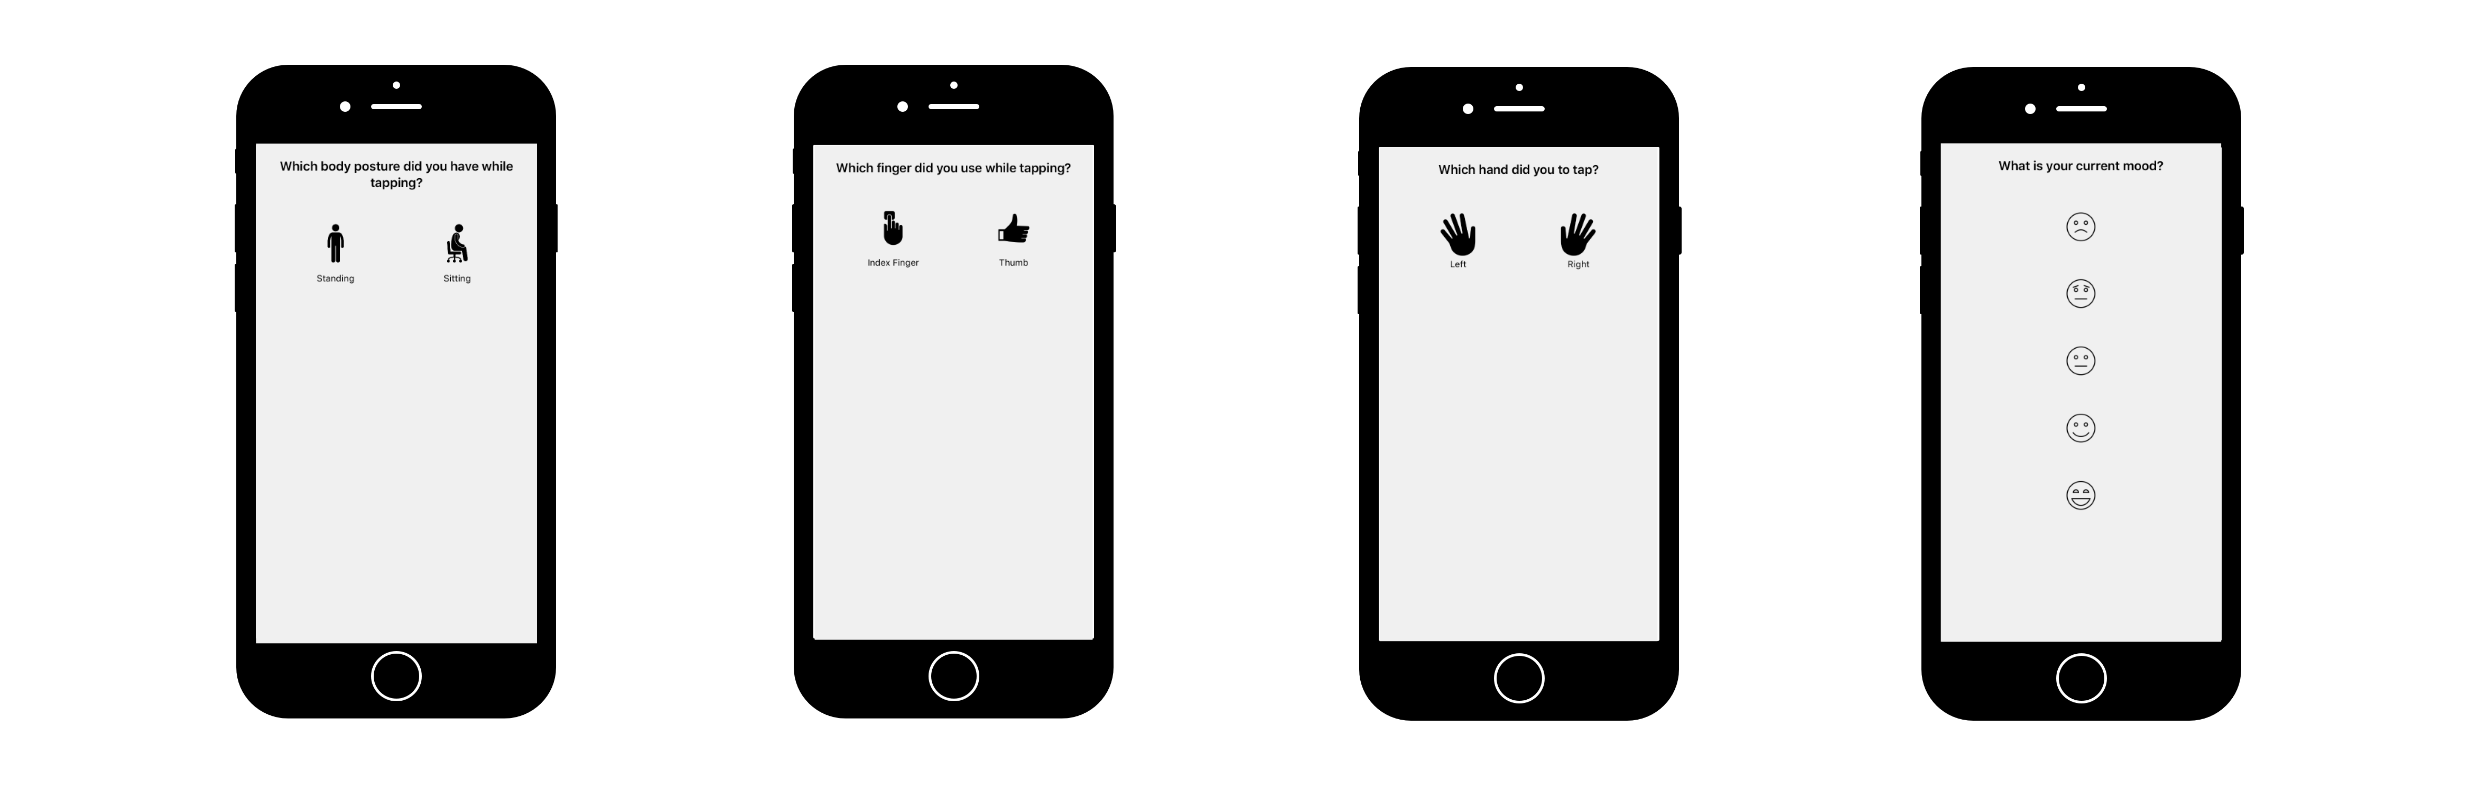 Which body posture did you have while
tapping?
Standing
Sitting
Which finger did you use while tapping?
Index Finger
Thumb
Which hand did you to tap?
Left
Right
What is your current mood?